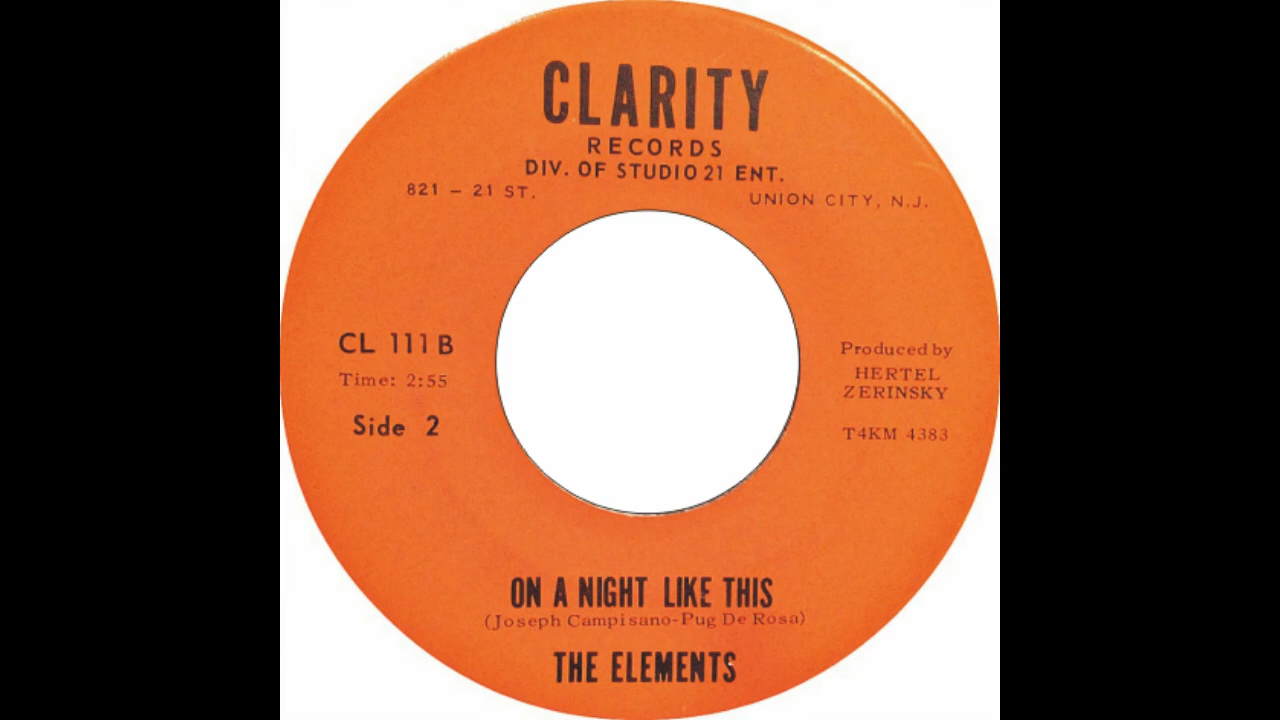 CLARITY
RECORDS
DIV. OF STUDIO 21 ENT.
821 – 21 ST. UNION CITY, N.J.
CL 111 B
Time: 2:55
Side 2
Produced by
HERTEL
ZERINSKY
T4KM 4383
ON A NIGHT LIKE THIS
(Joseph Campisano-Pug De Rosa)
THE ELEMENTS